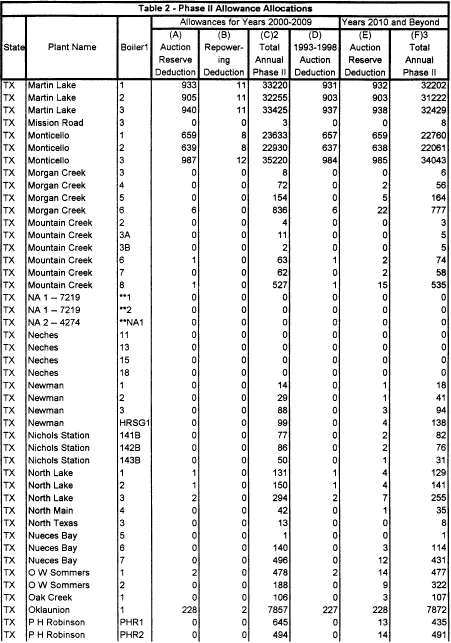 Table 2 - Phase II Allowance Allocations
Allowances for Years 2000-2009 Years 2010 and Beyond
(A) (B) (C)2 (D) (E) (F)3
Auction Repower- Total 1993-1998 Auction Total
State Plant Name Boiler1 Reserve ing Annual Auction Reserve Annual
Deduction Deduction Phase II Deduction Deduction Phase II
TX Martin Lake 1 933 11 33220 931 932 32202
TX Martin Lake 2 905 11 32255 903 903 31222
TX Martin Lake 3 940 11 33425 937 938 32429
TX Mission Road 3 0 0 3 0 0 8
TX Monticello 1 659 8 23633 657 659 22760
TX Monticello 2 639 8 22930 637 638 22061
TX Monticello 3 987 12 35220 984 985 34043
TX Morgan Creek 3 0 0 8 0 0 6
TX Morgan Creek 4 0 0 72 0 2 56
TX Morgan Creek 5 0 0 154 0 5 164
TX Morgan Creek 6 6 0 836 6 22 777
TX Mountain Creek 2 0 0 4 0 0 3
TX Mountain Creek 3A 0 0 11 0 0 5
TX Mountain Creek 3B 0 0 2 0 0 5
TX Mountain Creek 6 1 0 63 1 2 74
TX Mountain Creek 7 0 0 62 0 2 58
TX Mountain Creek 8 1 0 527 1 15 535
TX NA 1 -- 7219 **1 0 0 0 0 0 0
TX NA 1 -- 7219 **2 0 0 0 0 0 0
TX NA 2 -- 4274 **NA1 0 0 0 0 0 0
TX Neches 11 0 0 0 0 0 0
TX Neches 13 0 0 0 0 0 0
TX Neches 15 0 0 0 0 0 0
TX Neches 18 0 0 0 0 0 0
TX Newman 1 0 0 14 0 1 18
TX Newman 2 0 0 29 0 1 41
TX Newman 3 0 0 88 0 3 94
TX Newman HRSG1 0 0 99 0 4 138
TX Nichols Station 141B 0 0 77 0 2 82
TX Nichols Station 142B 0 0 86 0 2 76
TX Nichols Station 143B 0 0 50 0 1 31
TX North Lake 1 1 0 131 1 4 129
TX North Lake 2 1 0 150 1 4 141
TX North Lake 3 2 0 294 2 7 255
TX North Main 4 0 0 42 0 1 35
TX North Texas 3 0 0 13 0 0 8
TX Nueces Bay 5 0 0 1 0 0 1
TX Nueces Bay 6 0 0 140 0 3 114
TX Nueces Bay 7 0 0 496 0 12 431
TX O W Sommers 1 2 0 478 2 14 477
TX O W Sommers 2 0 0 188 0 9 322
TX Oak Creek 1 0 0 106 0 3 107
TX Oklaunion 1 228 2 7857 227 228 7872
TX P H Robinson PHR1 0 0 645 0 13 435
TX P H Robinson PHR2 0 0 494 0 14 491